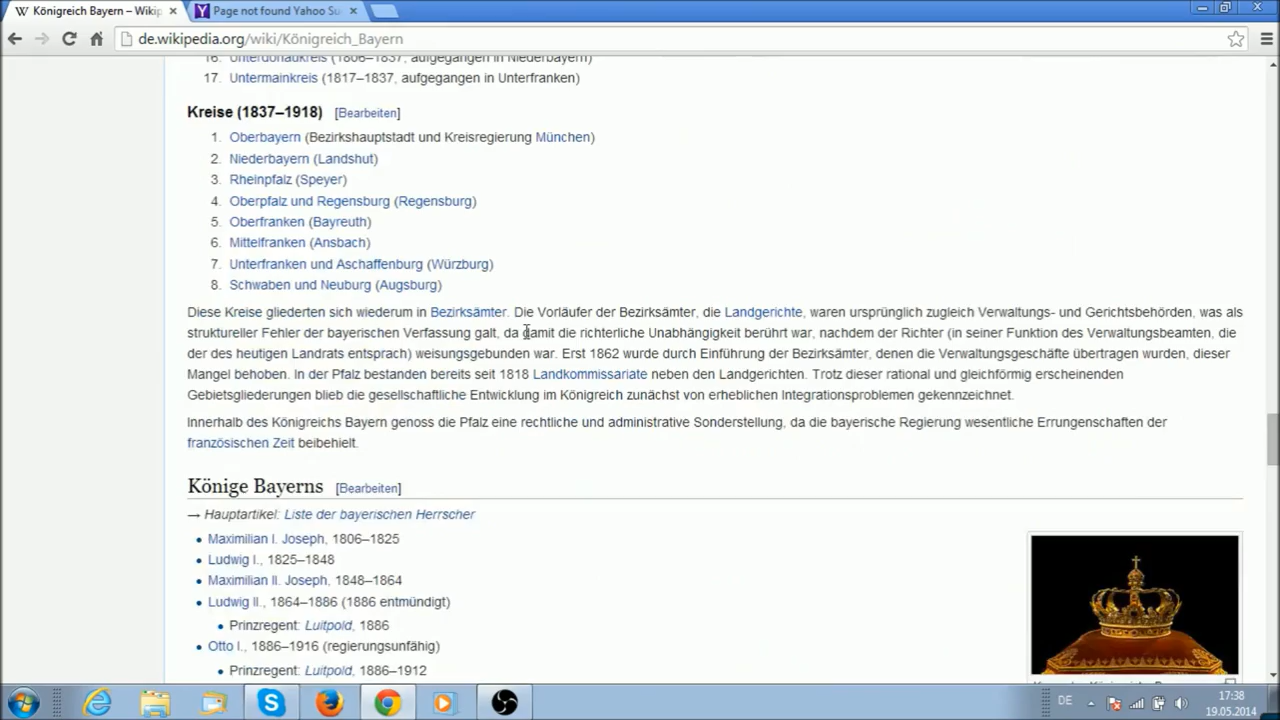 Königreich Bayern – Wikip
Page not found Yahoo Su
de.wikipedia.org/wiki/Königreich_Bayern
16. Unterdonaukreis (1806–1837, aufgegangen in Niederbayern)
17. Untermainkreis (1817–1837, aufgegangen in Unterfranken)
Kreise (1837–1918) [Bearbeiten]
1. Oberbayern (Bezirkshauptstadt und Kreisregierung München)
2. Niederbayern (Landshut)
3. Rheinpfalz (Speyer)
4. Oberpfalz und Regensburg (Regensburg)
5. Oberfranken (Bayreuth)
6. Mittelfranken (Ansbach)
7. Unterfranken und Aschaffenburg (Würzburg)
8. Schwaben und Neuburg (Augsburg)
Diese Kreise gliederten sich wiederum in Bezirksämter. Die Vorläufer der Bezirksämter, die Landgerichte, waren ursprünglich zugleich Verwaltungs- und Gerichtsbehörden, was als
struktureller Fehler der bayerischen Verfassung galt, da damit die richterliche Unabhängigkeit berührt war, nachdem der Richter (in seiner Funktion des Verwaltungsbeamten, die
der des heutigen Landrats entsprach) weisungsgebunden war. Erst 1862 wurde durch Einführung der Bezirksämter, denen die Verwaltungsgeschäfte übertragen wurden, dieser
Mangel behoben. In der Pfalz bestanden bereits seit 1818 Landkommissariate neben den Landgerichten. Trotz dieser rational und gleichförmig erscheinenden
Gebietsgliederungen blieb die gesellschaftliche Entwicklung im Königreich zunächst von erheblichen Integrationsproblemen gekennzeichnet.
Innerhalb des Königreichs Bayern genoss die Pfalz eine rechtliche und administrative Sonderstellung, da die bayerische Regierung wesentliche Errungenschaften der
französischen Zeit beibehielt.
Könige Bayerns [Bearbeiten]
→ Hauptartikel: Liste der bayerischen Herrscher
• Maximilian I. Joseph, 1806–1825
• Ludwig I., 1825–1848
• Maximilian II. Joseph, 1848–1864
• Ludwig II., 1864–1886 (1886 entmündigt)
• Prinzregent: Luitpold, 1886
• Otto I., 1886–1916 (regierungsunfähig)
• Prinzregent: Luitpold, 1886–1912
DE
17:38
19.05.2014